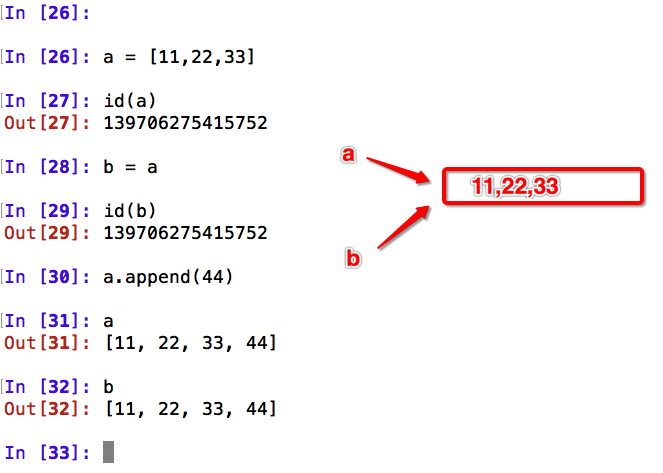 In [26]:
In [26]: a = [11,22,33]
In [27]: id(a)
Out[27]: 139706275415752
In [28]: b = a
In [29]: id(b)
Out[29]: 139706275415752
In [30]: a.append(44)
In [31]: a
Out[31]: [11, 22, 33, 44]
In [32]: b
Out[32]: [11, 22, 33, 44]
In [33]:
a
11,22,33
b